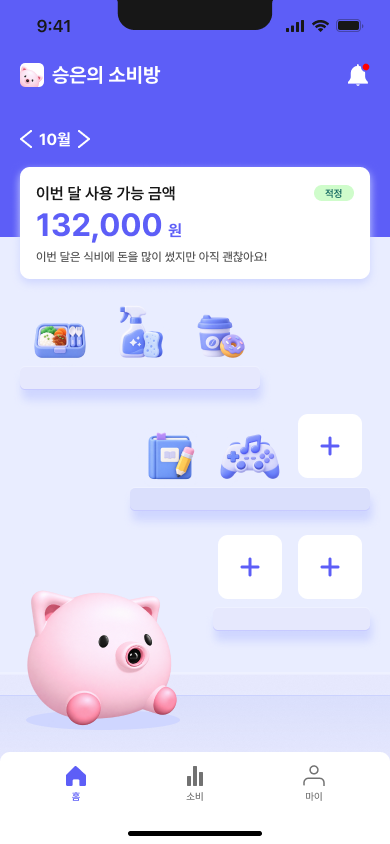 9:41
승은의 소비방
10월
이번 달 사용 가능 금액
적정
132,000 원
이번 달은 식비에 돈을 많이 썼지만 아직 괜찮아요!
홈
소비
마이